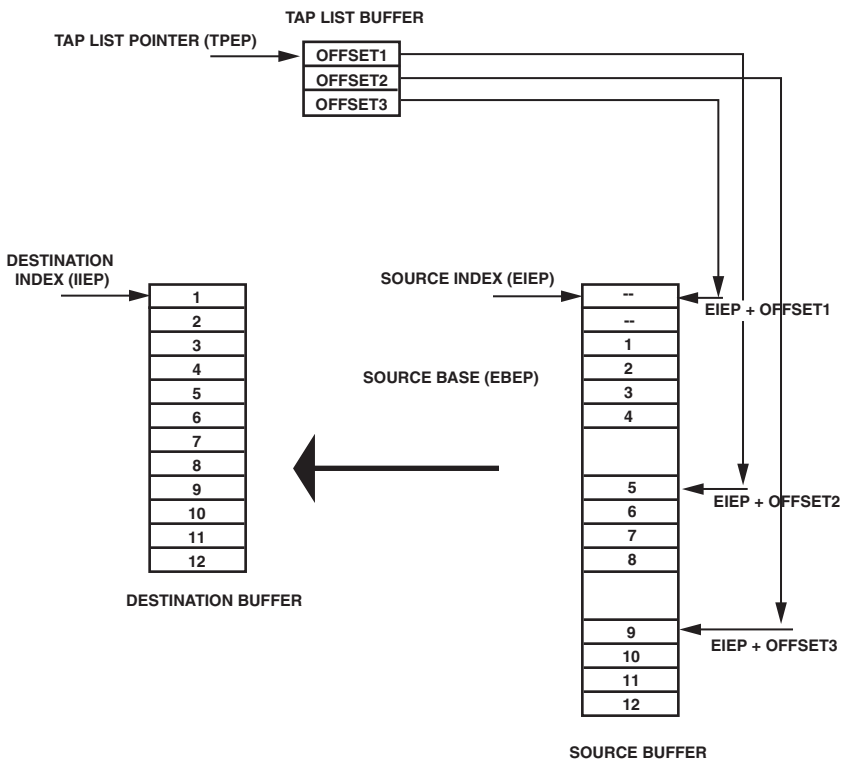 TAP LIST BUFFER
TAP LIST POINTER (TPEP)
OFFSET1
OFFSET2
OFFSET3
DESTINATION
INDEX (IIEP)
1
2
3
4
5
6
7
8
9
10
11
12
DESTINATION BUFFER
SOURCE INDEX (EIEP)
SOURCE BASE (EBEP)
--
--
1
2
3
4
5
6
7
8
9
10
11
12
EIEP + OFFSET1
EIEP + OFFSET2
EIEP + OFFSET3
SOURCE BUFFER